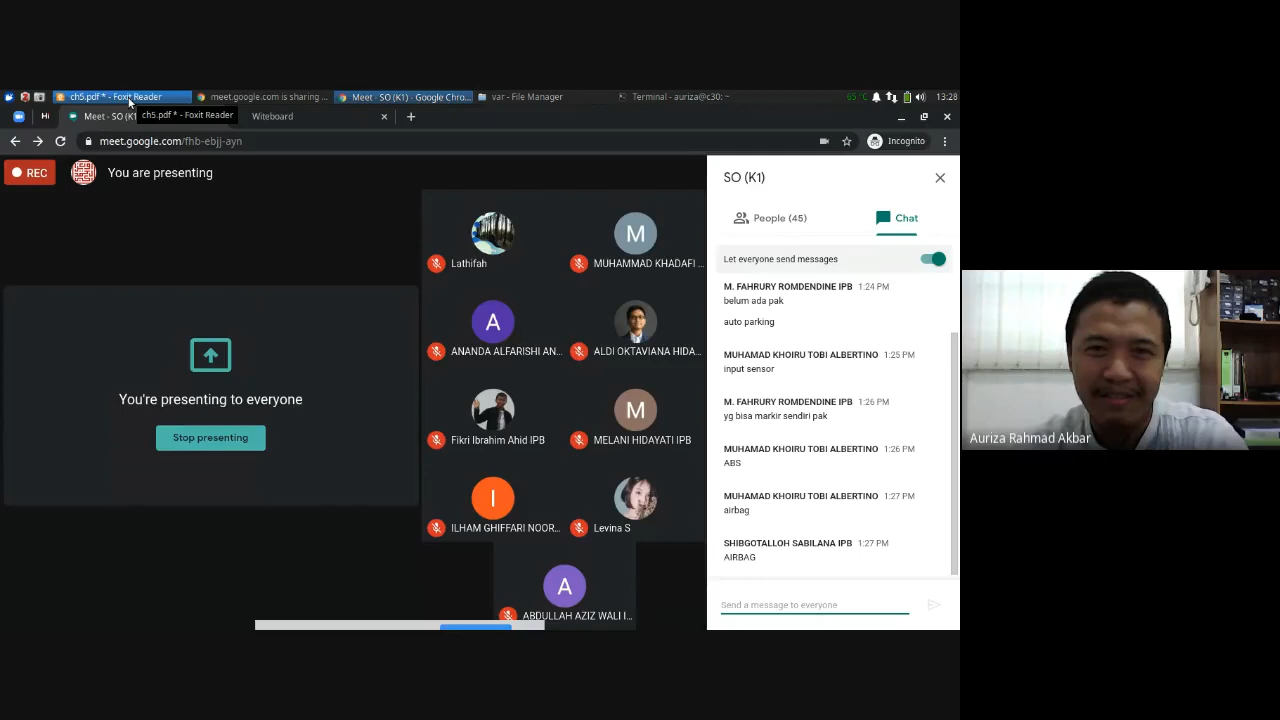 ch5.pdf * - Foxit Reader
meet.google.com is sharing ...
Meet - SO (K1) - Google Chro...
var - File Manager
Terminal - auriza@c30: ~
65°C
13:28
Hi
Meet - SO (K1
ch5.pdf * - Foxit Reader
Witeboard
meet.google.com/fhb-ebjj-ayn
Incognito
REC
You are presenting
SO (K1)
People (45)
Chat
Let everyone send messages
M. FAHRURY ROMDENDINE IPB 1:24 PM
belum ada pak
auto parking
MUHAMAD KHOIRU TOBI ALBERTINO 1:25 PM
input sensor
M. FAHRURY ROMDENDINE IPB 1:26 PM
yg bisa markir sendiri pak
MUHAMAD KHOIRU TOBI ALBERTINO 1:26 PM
ABS
MUHAMAD KHOIRU TOBI ALBERTINO 1:27 PM
airbag
SHIBGOTALLOH SABILANA IPB 1:27 PM
AIRBAG
Send a message to everyone
You're presenting to everyone
Stop presenting
Lathifah
M
MUHAMMAD KHADAFI ...
A
ANANDA ALFARISHI AN...
ALDI OKTAVIANA HIDA...
Fikri Ibrahim Ahid IPB
M
MELANI HIDAYATI IPB
I
ILHAM GHIFFARI NOOR...
Levina S
A
ABDULLAH AZIZ WALI I...
Auriza Rahmad Akbar